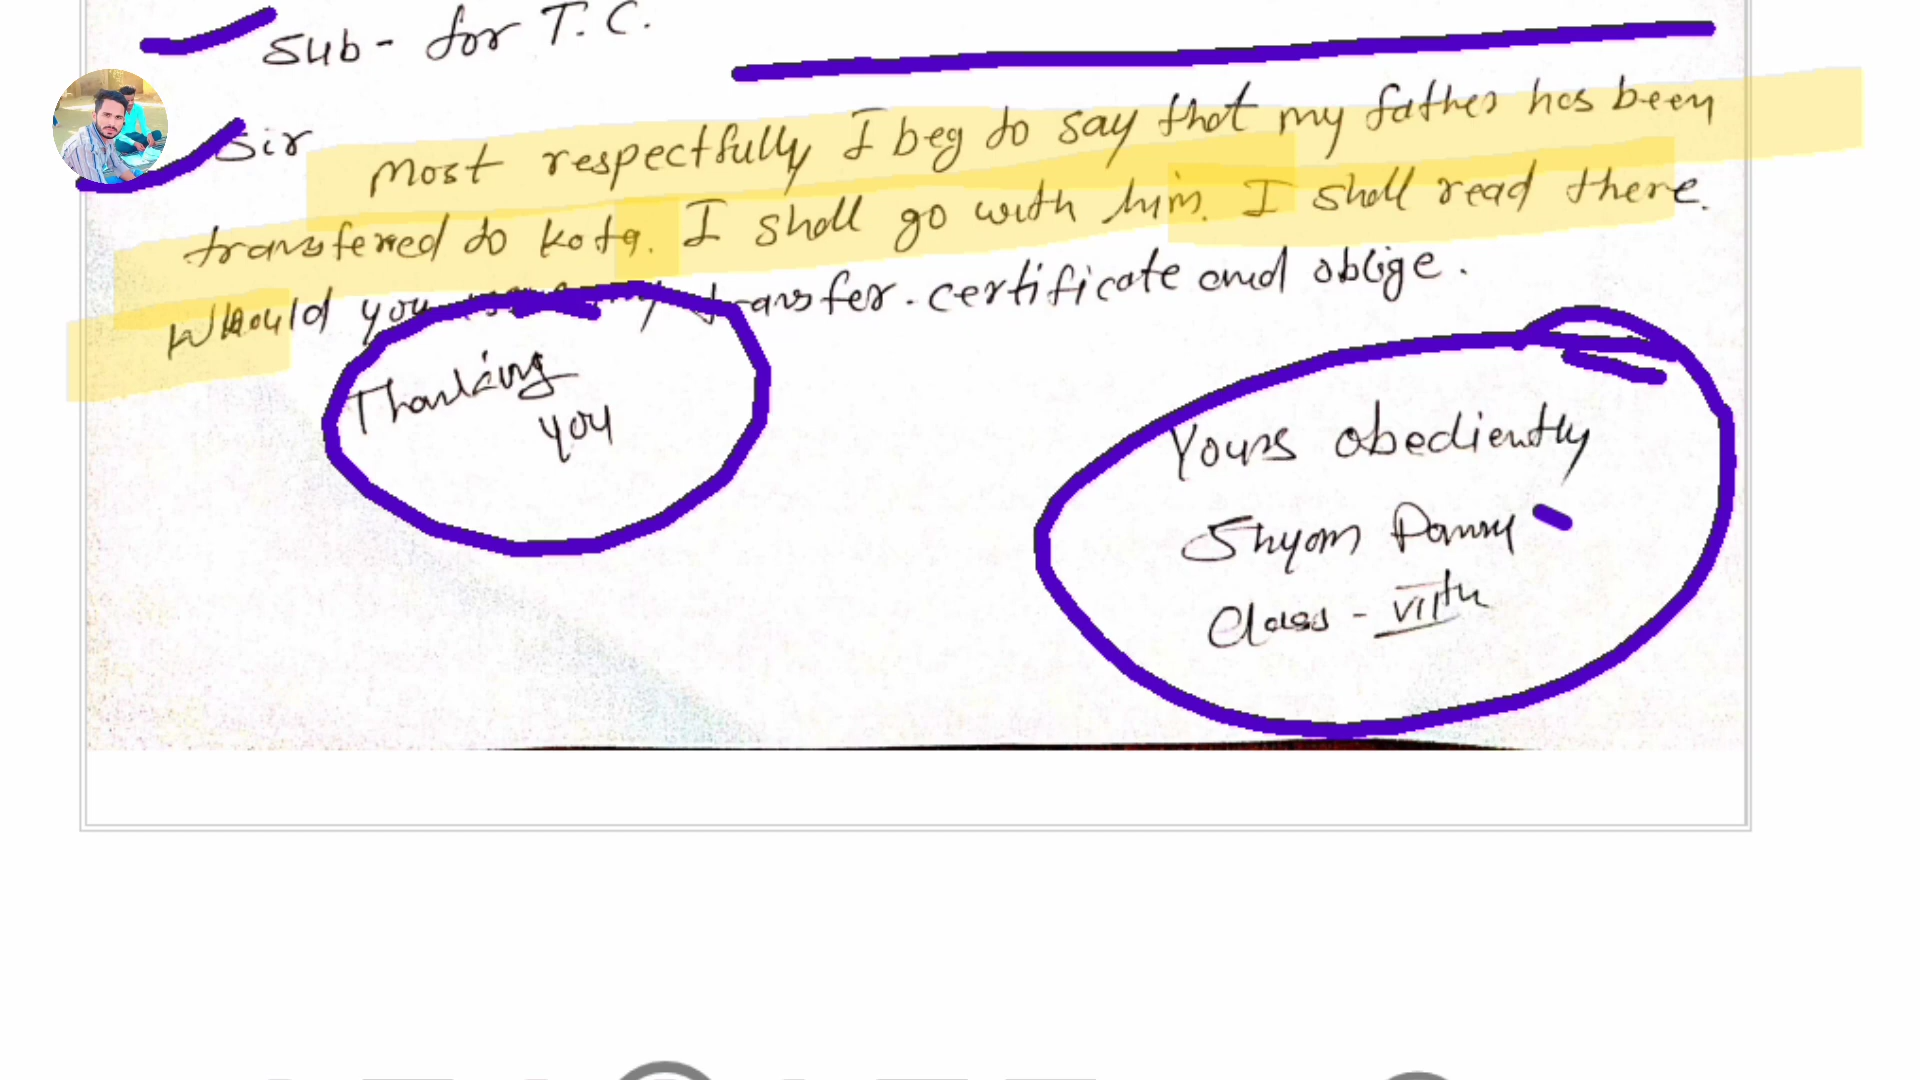 Sub - for T.C.
Sir
Most respectfully I beg to say that my father has been
transferred to Kota. I shall go with him. I shall read there.
Would you transfer. certificate and oblige.
Thanking
you
Yours obediently
Shyam
Class - VIIth